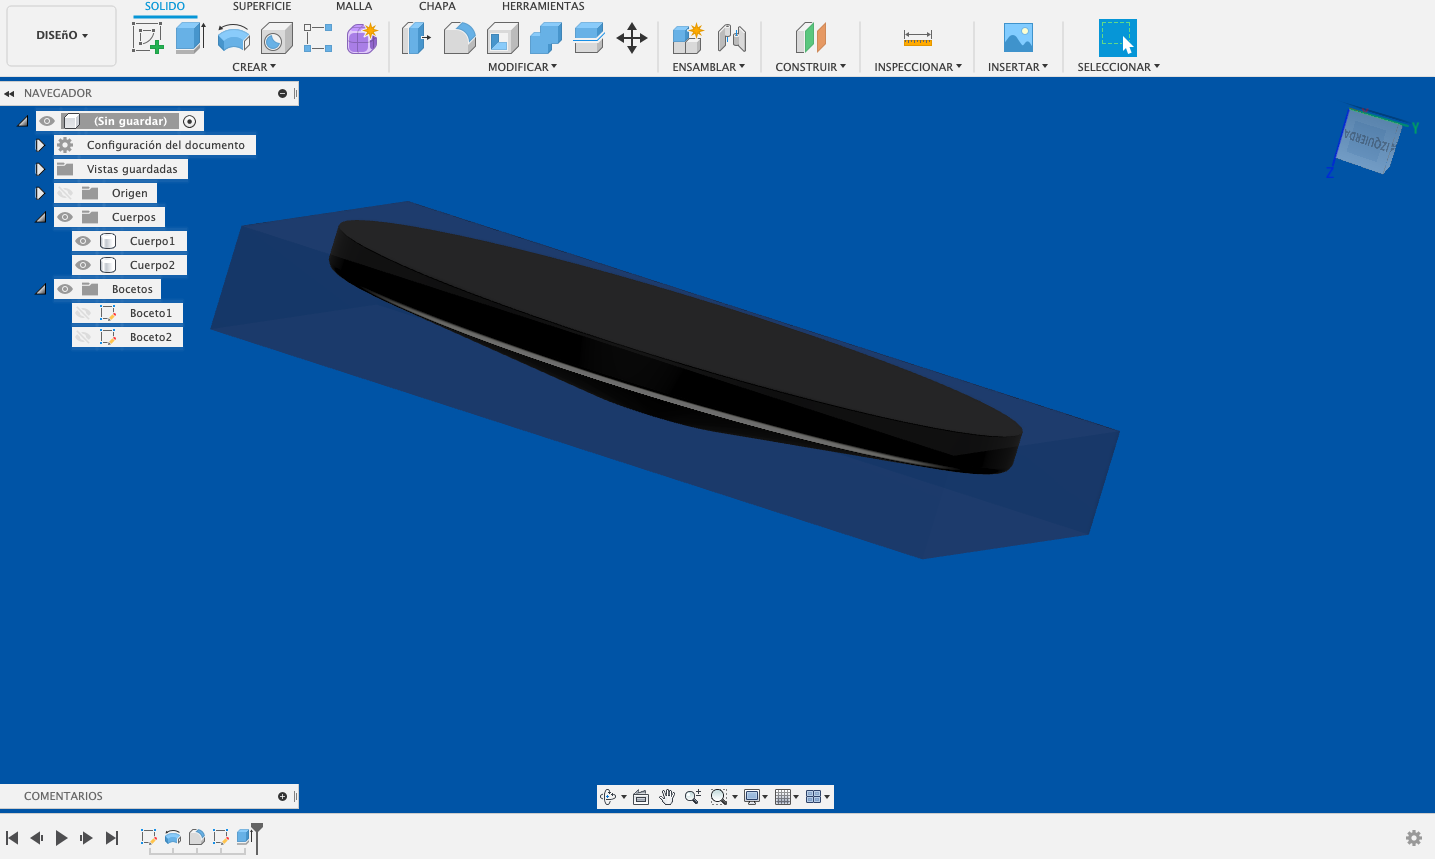 SÓLIDO SUPERFICIE MALLA CHAPA HERRAMIENTAS
DISEñO
CREAR MODIFICAR ENSAMBLAR CONSTRUIR INSPECCIONAR INSERTAR SELECCIONAR
NAVEGADOR
(Sin guardar)
Configuración del documento
Vistas guardadas
Origen
Cuerpos
Cuerpo1
Cuerpo2
Bocetos
Boceto1
Boceto2
Y
IZQUIERDA
Z
COMENTARIOS